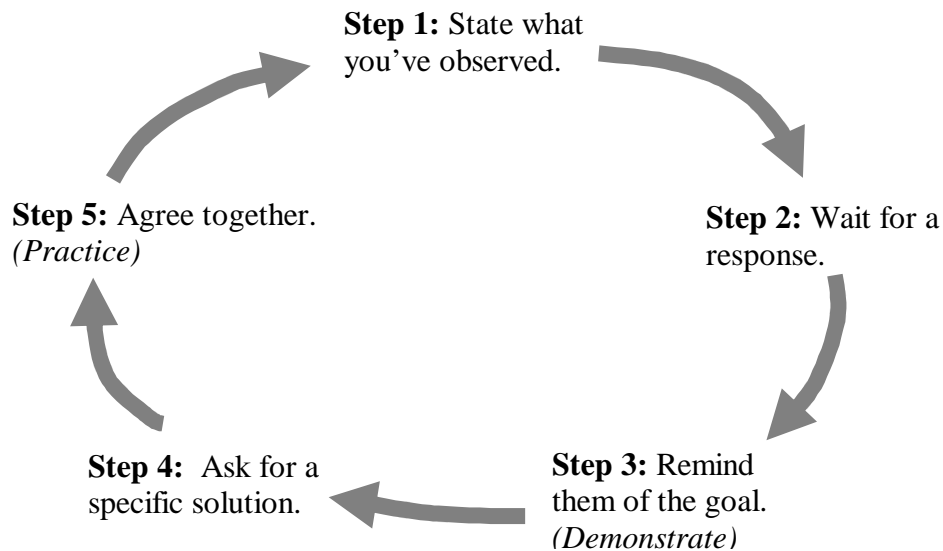 Step 1: State what
you've observed.
Step 2: Wait for a
response.
Step 3: Remind
them of the goal.
(Demonstrate)
Step 4:  Ask for a
specific solution.
Step 5: Agree together.
(Practice)